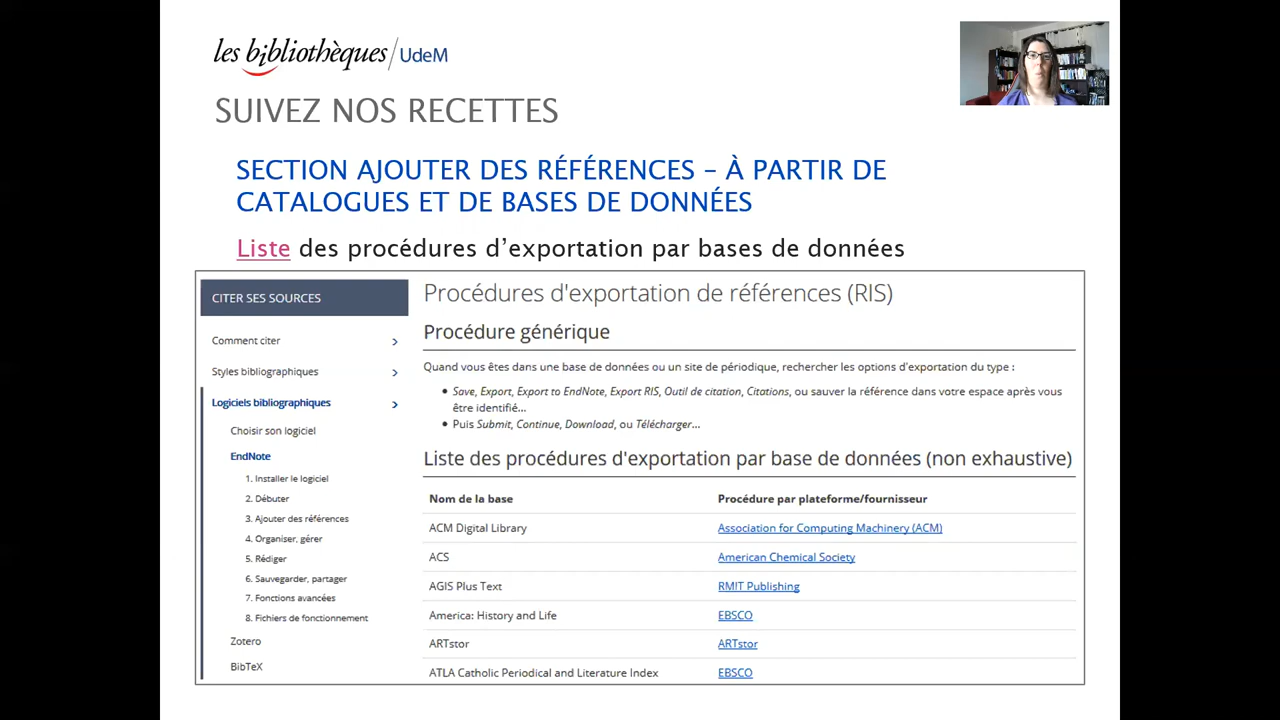 les bibliothèques/UdeM
SUIVEZ NOS RECETTES
SECTION AJOUTER DES RÉFÉRENCES – À PARTIR DE
CATALOGUES ET DE BASES DE DONNÉES
Liste des procédures d’exportation par bases de données
CITER SES SOURCES
Comment citer
Styles bibliographiques
Logiciels bibliographiques
Choisir son logiciel
EndNote
1. Installer le logiciel
2. Débuter
3. Ajouter des références
4. Organiser, gérer
5. Rédiger
6. Sauvegarder, partager
7. Fonctions avancées
8. Fichiers de fonctionnement
Zotero
BibTeX
Procédures d'exportation de références (RIS)
Procédure générique
Quand vous êtes dans une base de données ou un site de périodique, rechercher les options d'exportation du type :
• Save, Export, Export to EndNote, Export RIS, Outil de citation, Citations, ou sauver la référence dans votre espace après vous
être identifié...
• Puis Submit, Continue, Download, ou Télécharger...
Liste des procédures d'exportation par base de données (non exhaustive)
Nom de la base Procédure par plateforme/fournisseur
ACM Digital Library Association for Computing Machinery (ACM)
ACS American Chemical Society
AGIS Plus Text RMIT Publishing
America: History and Life EBSCO
ARTstor ARTstor
ATLA Catholic Periodical and Literature Index EBSCO